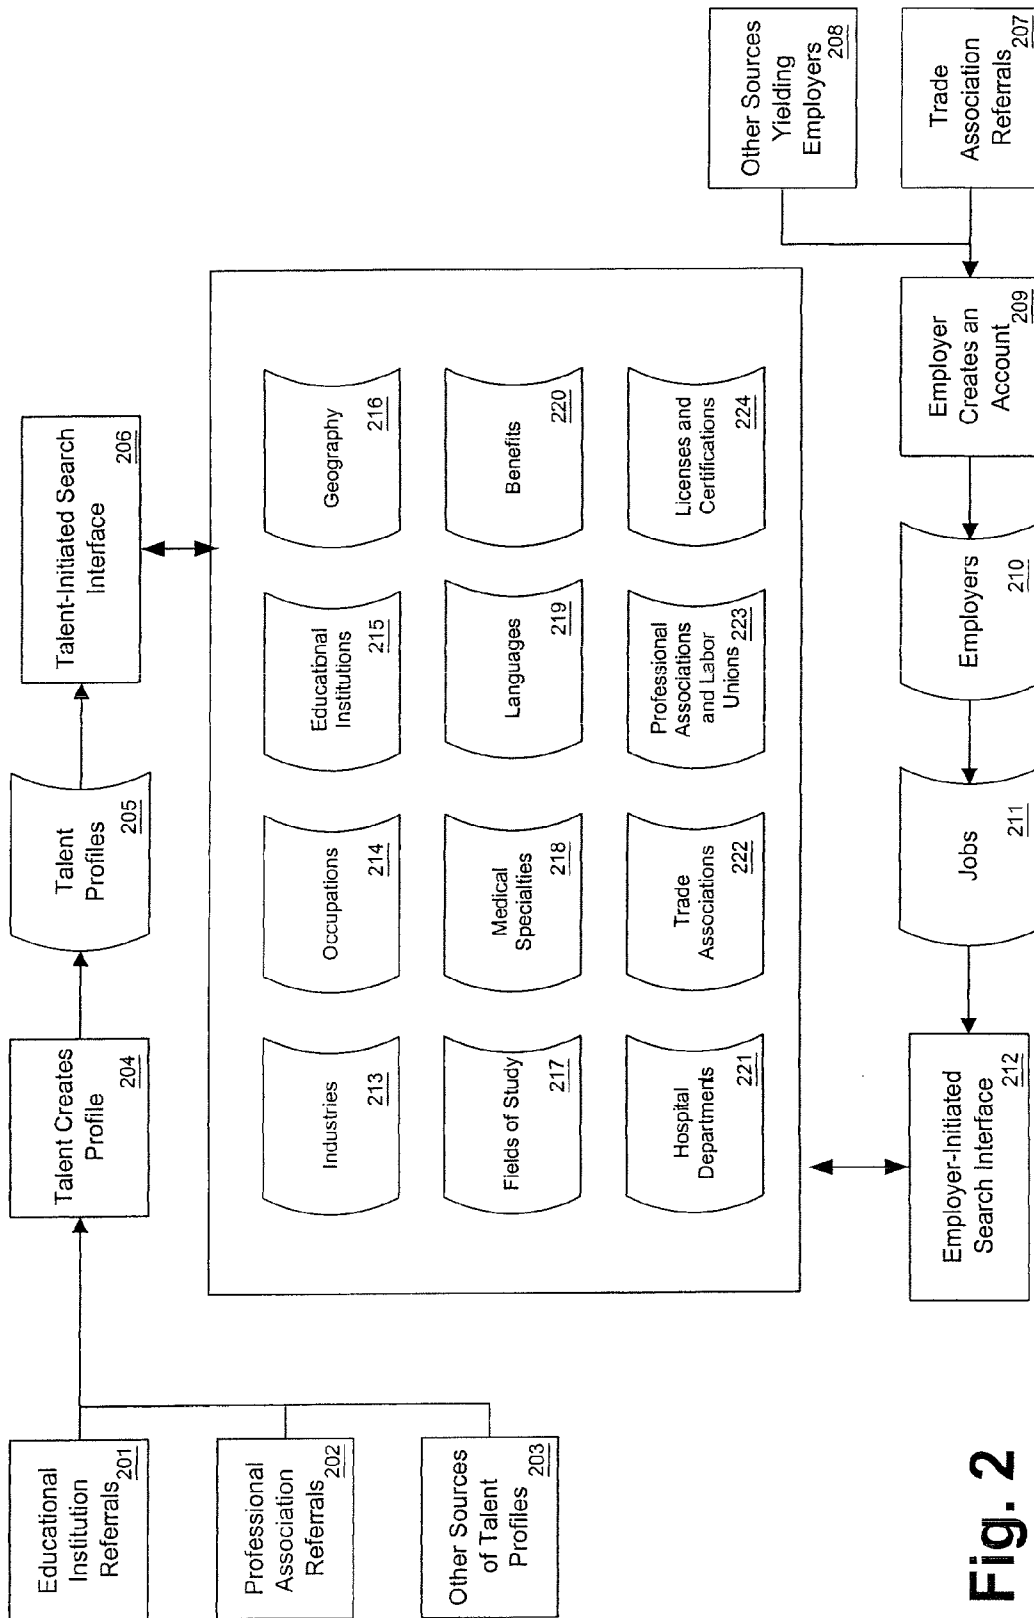 Educational
Institution
Referrals
201
Professional
Association
Referrals
202
Other Sources
of Talent
Profiles
203
Talent Creates
Profile
204
Talent
Profiles
205
Talent-Initiated Search
Interface
206
Industries
213
Occupations
214
Educational
Institutions
215
Geography
216
Fields of Study
217
Medical
Specialties
218
Languages
219
Benefits
220
Hospital
Departments
221
Trade
Associations
222
Professional
Associations
and Labor
Unions
223
Licenses and
Certifications
224
Other Sources
Yielding
Employers
208
Trade
Association
Referrals
207
Employer
Creates an
Account
209
Employers
210
Jobs
211
Employer-Initiated
Search Interface
212
Fig. 2